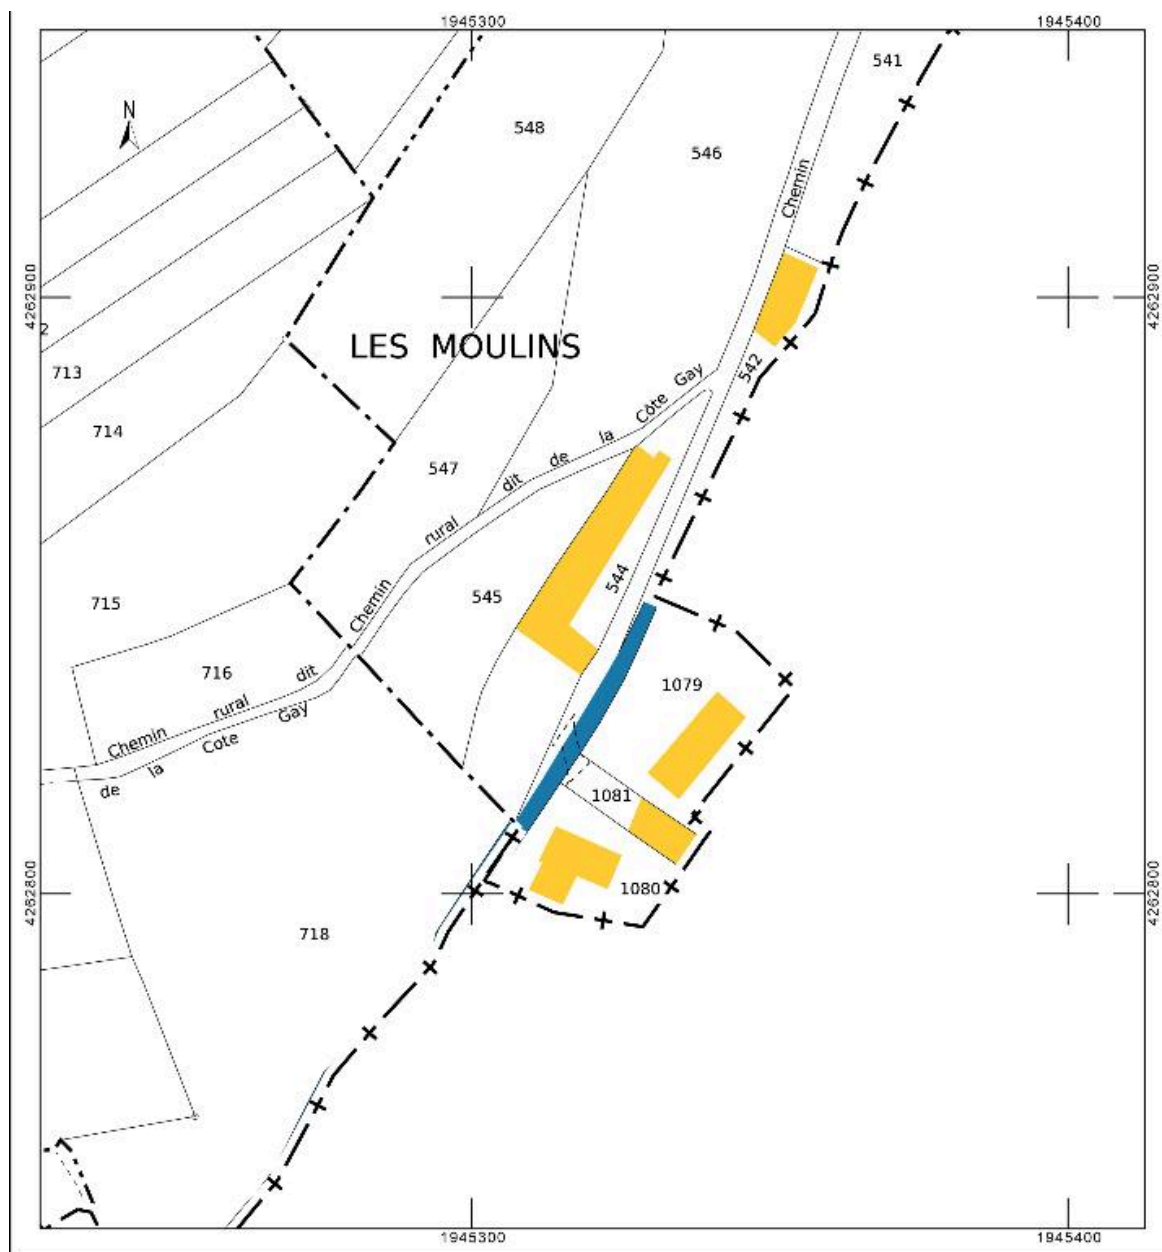 1945300
1945400
541
N
548
546
Chemin
4262900
4262900
2
LES MOULINS
713
542
Côte Gay
la
714
de
547
dit
rural
544
Chemin
545
715
716
dit
1079
rural
Gay
Chemin
Cote
la
de
1081
1080
4262800
4262800
718
1945300
1945400